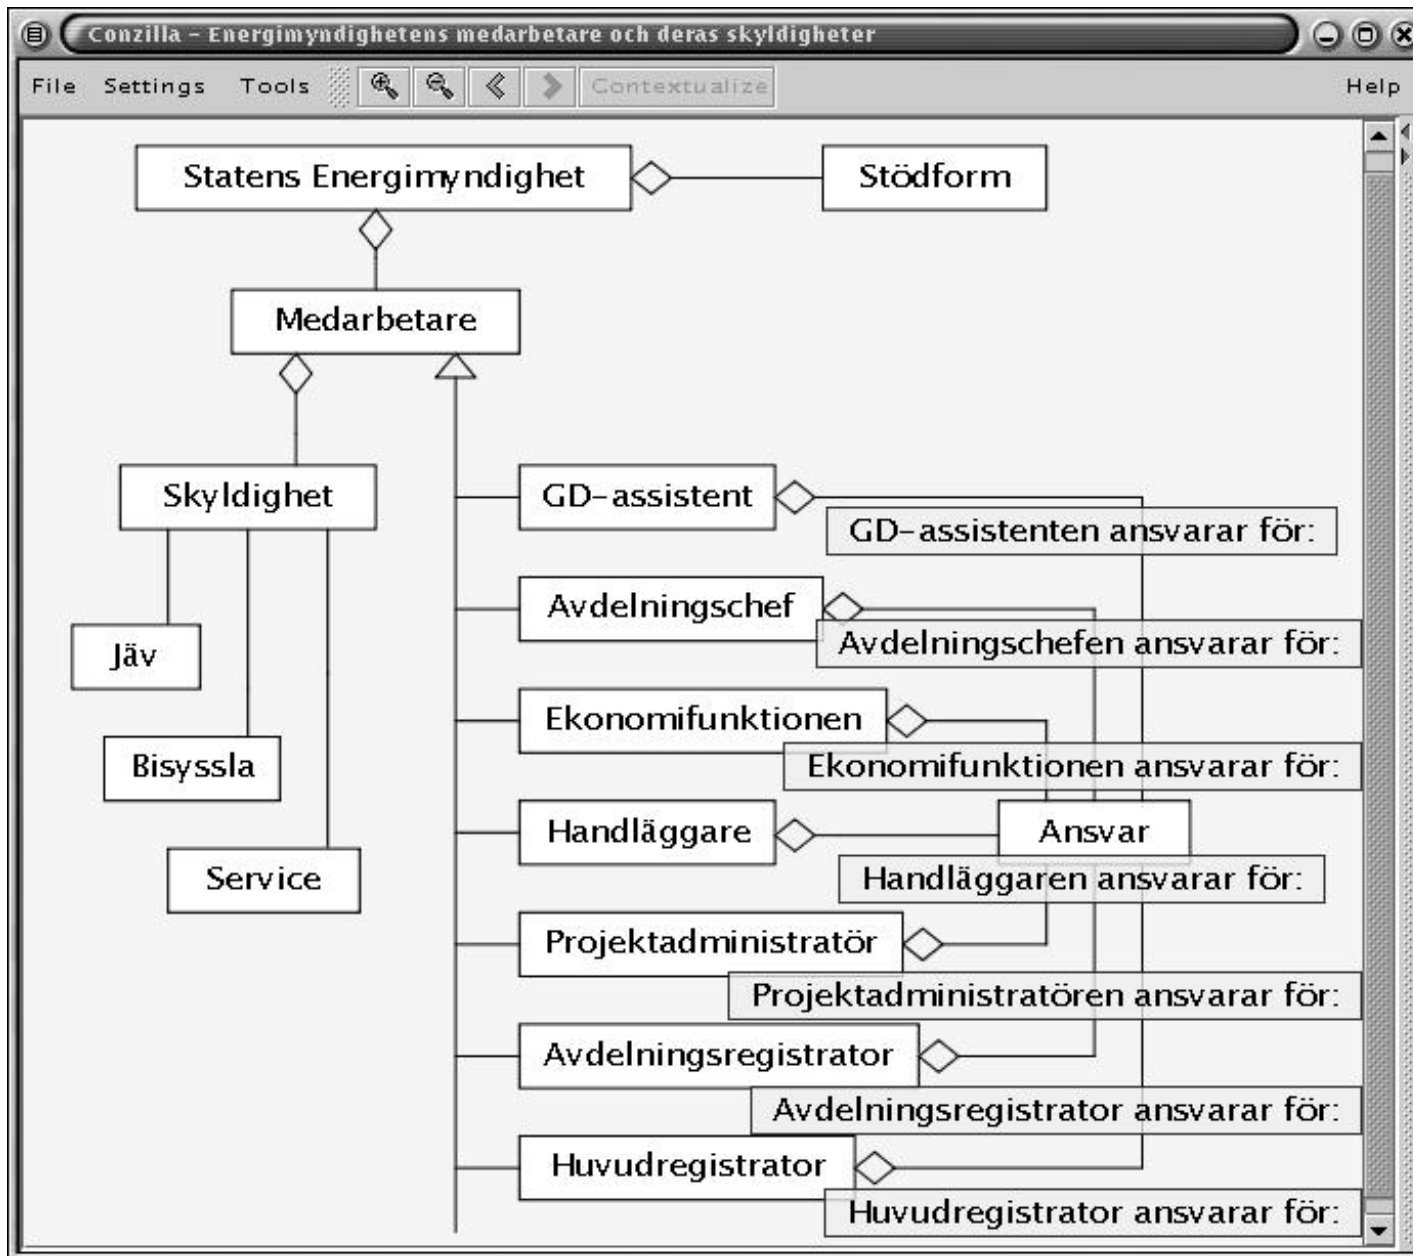 Conzilla – Energimyndighetens medarbetare och deras skyldigheter
File Settings Tools Contextualize Help
Statens Energimyndighet
Stödform
Medarbetare
Skyldighet
GD–assistent
GD–assistenten ansvarar för:
Avdelningschef
Avdelningschefen ansvarar för:
Jäv
Ekonomifunktionen
Ekonomifunktionen ansvarar för:
Bisyssla
Handläggare
Ansvar
Handläggaren ansvarar för:
Service
Projektadministratör
Projektadministratören ansvarar för:
Avdelningsregistrator
Avdelningsregistrator ansvarar för:
Huvudregistrator
Huvudregistrator ansvarar för: